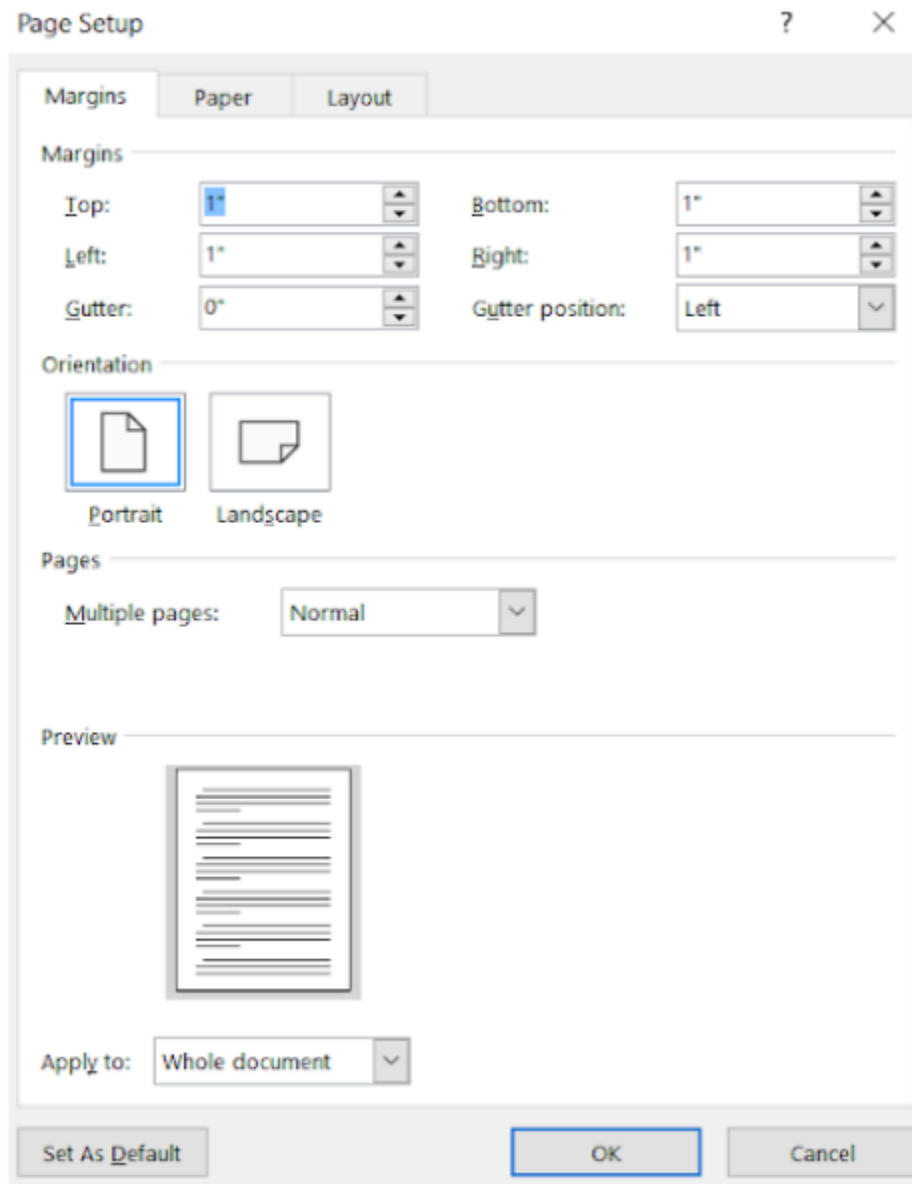 Page Setup ?
Margins Paper Layout
Margins
Top: 1" Bottom: 1"
Left: 1" Right: 1"
Gutter: 0" Gutter position: Left
Orientation
Portrait Landscape
Pages
Multiple pages: Normal
Preview
Apply to: Whole document
Set As Default OK Cancel